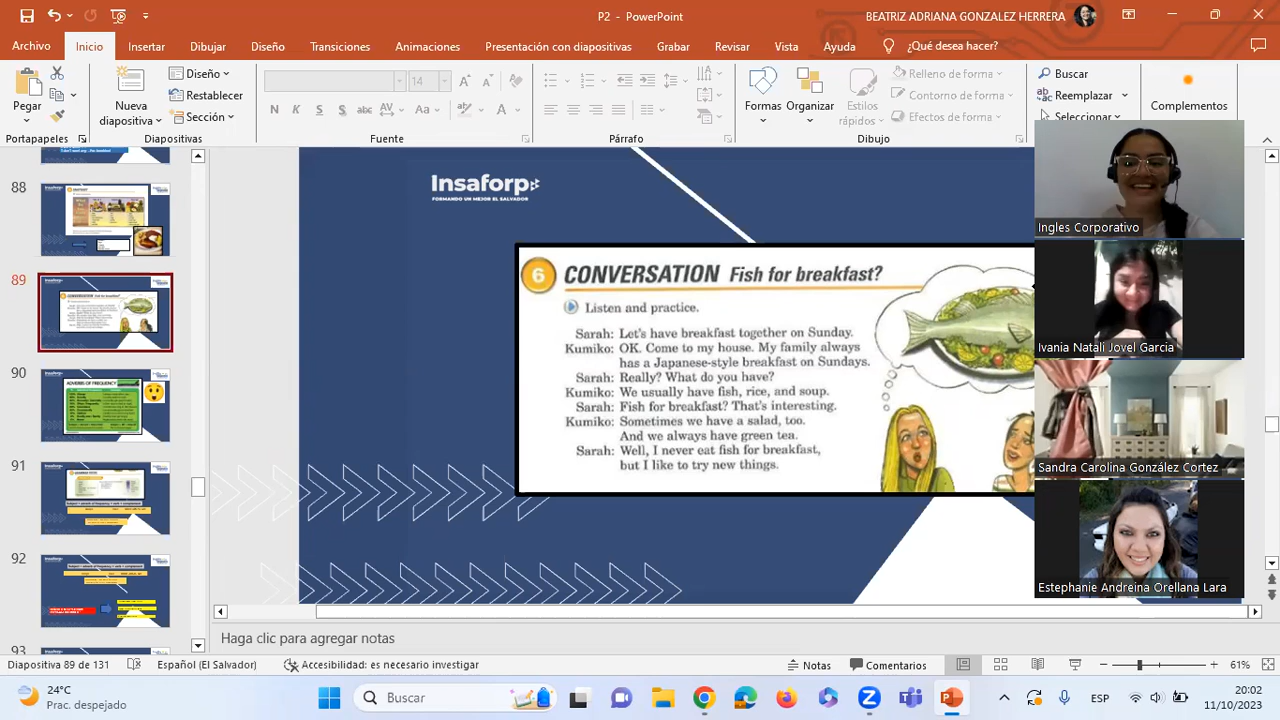 P2 - PowerPoint
BEATRIZ ADRIANA GONZALEZ HERRERA
Archivo Inicio Insertar Dibujar Diseño Transiciones Animaciones Presentación con diapositivas Grabar Revisar Vista Ayuda ¿Qué desea hacer?
Pegar
Portapapeles
Nueva
diapositiva
Diseño
Restablecer
Sección
Diapositivas
14
N K S S abc AV Aa A
Fuente
Párrafo
Formas
Organizar
Estilos
rápidos
Relleno de forma
Contorno de forma
Efectos de forma
Dibujo
Buscar
Reemplazar
Seleccionar
Complementos
88
89
90
ADVERBS OF FREQUENCY
91
92
93
Insaforp
FORMANDO UN MEJOR EL SALVADOR
6 CONVERSATION Fish for breakfast?
Listen and practice.
Sarah: Let's have breakfast together on Sunday.
Kumiko: OK. Come to my house. My family always
has a Japanese-style breakfast on Sundays.
Sarah: Really? What do you have?
Kumiko: We usually have fish, rice, and soup.
Sarah: Fish for breakfast? That's interesting.
Kumiko: Sometimes we have a salad, too.
And we always have green tea.
Sarah: Well, I never eat fish for breakfast,
but I like to try new things.
Ingles Corporativo
Ivania Natali Jovel Garcia
Sandra Carolina González Cortez
Estephanie Andreina Orellana Lara
Haga clic para agregar notas
Diapositiva 89 de 131 Español (El Salvador) Accesibilidad: es necesario investigar Notas Comentarios 61%
24°C
Prac. despejado
Buscar
ESP
20:02
11/10/2023